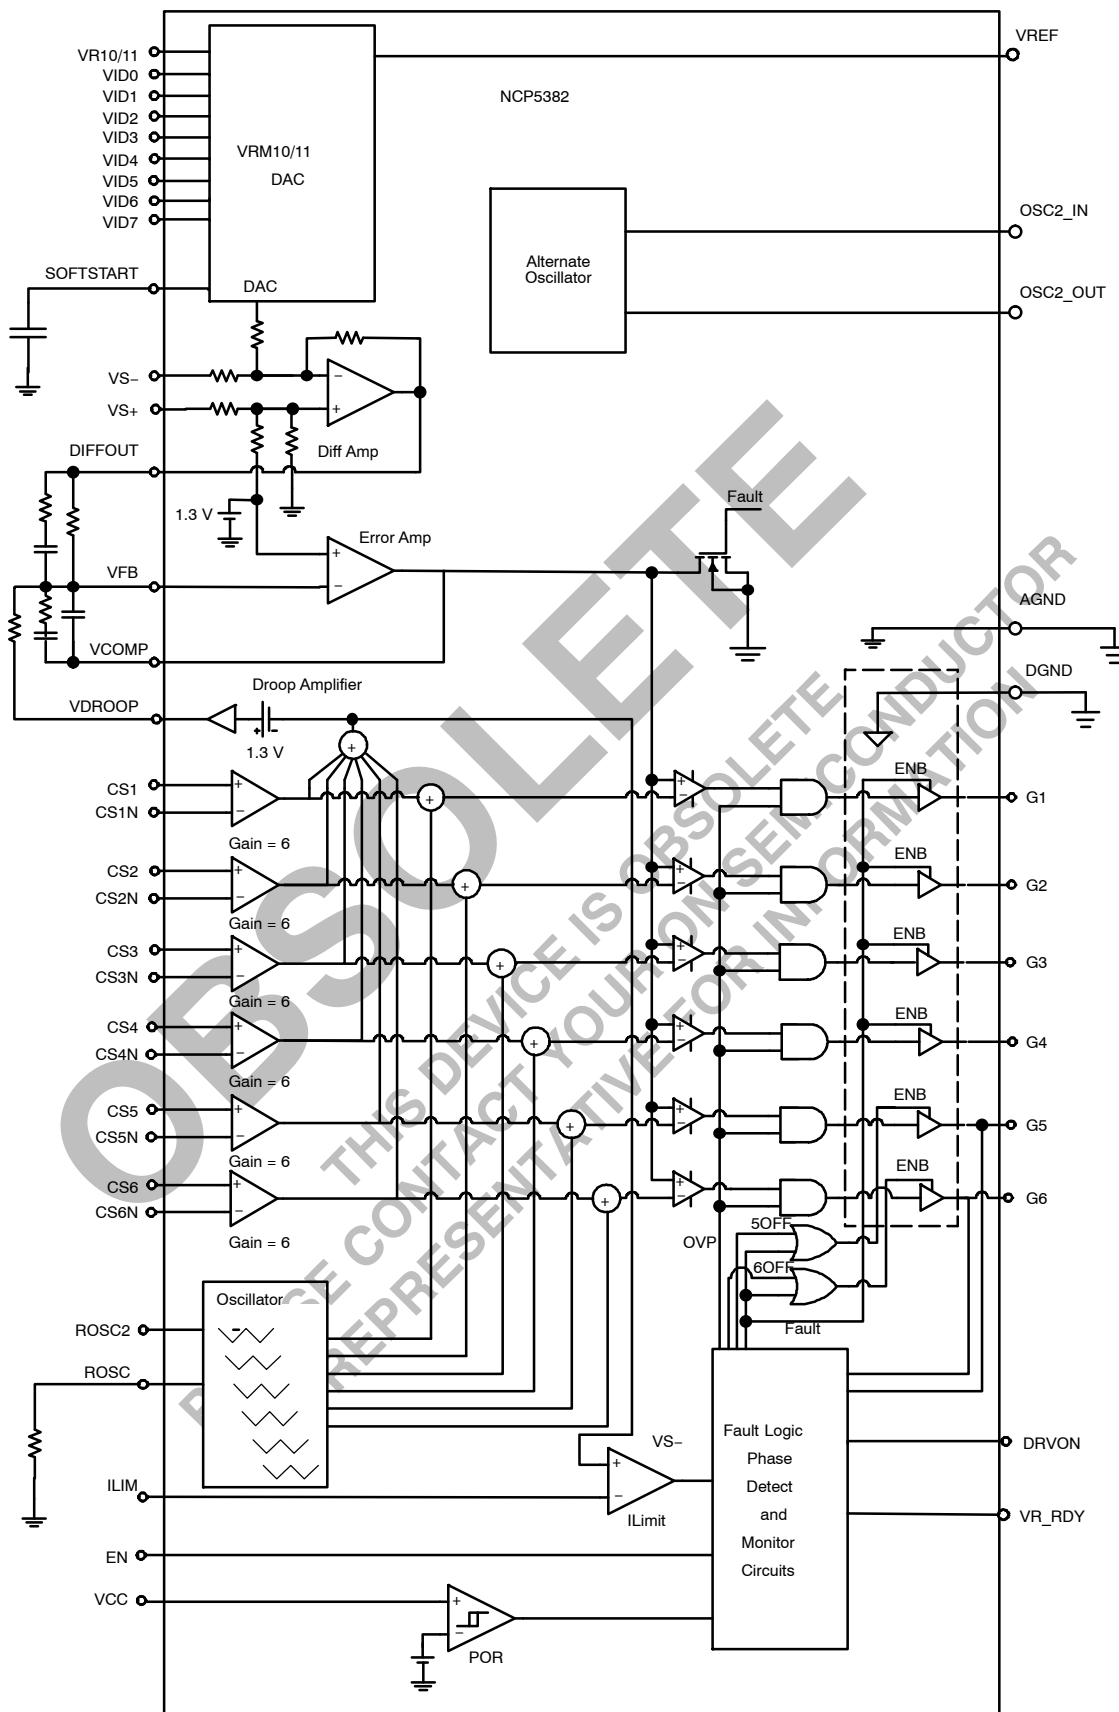 VR10/11
VID0
VID1
VID2
VID3
VID4
VID5
VID6
VID7
SOFTSTART
VRM10/11
DAC
DAC
NCP5382
VREF
Alternate
Oscillator
OSC2_IN
OSC2_OUT
VS−
VS+
−
+
Diff Amp
DIFFOUT
1.3 V
Error Amp
+
−
VFB
VCOMP
Fault
AGND
DGND
Droop Amplifier
VDROOP
+ -
1.3 V
+
CS1
CS1N
+
−
Gain = 6
+
+
−
ENB
G1
CS2
CS2N
+
−
Gain = 6
+
+
−
ENB
G2
CS3
CS3N
+
−
Gain = 6
+
+
−
ENB
G3
CS4
CS4N
+
−
Gain = 6
+
+
−
ENB
G4
CS5
CS5N
+
−
Gain = 6
+
+
−
ENB
G5
CS6
CS6N
+
−
Gain = 6
+
+
−
ENB
G6
OVP
5OFF
6OFF
Fault
Oscillator
ROSC2
ROSC
ILIM
VS−
+
−
ILimit
Fault Logic
Phase
Detect
and
Monitor
Circuits
DRVON
VR_RDY
EN
VCC
+
−
POR
OBSOLETE
THIS DEVICE IS OBSOLETE
SE CONTACT YOUR ON SEMICONDUCTOR
REPRESENTATIVE FOR INFORMATION